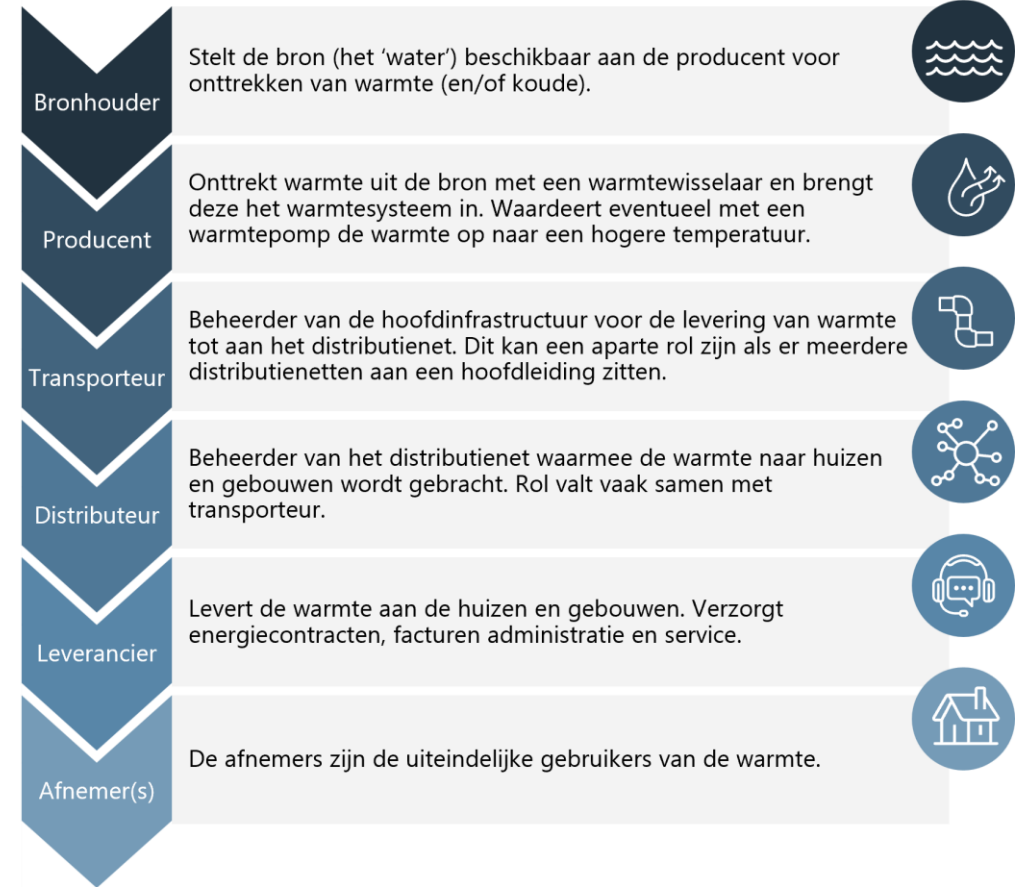 Bronhouder
Stelt de bron (het ‘water’) beschikbaar aan de producent voor
onttrekken van warmte (en/of koude).
Producent
Onttrekt warmte uit de bron met een warmtewisselaar en brengt
deze het warmtesysteem in. Waardeert eventueel met een
warmtepomp de warmte op naar een hogere temperatuur.
Transporteur
Beheerder van de hoofdinfrastructuur voor de levering van warmte
tot aan het distributienet. Dit kan een aparte rol zijn als er meerdere
distributienetten aan een hoofdleiding zitten.
Distributeur
Beheerder van het distributienet waarmee de warmte naar huizen
en gebouwen wordt gebracht. Rol valt vaak samen met
transporteur.
Leverancier
Levert de warmte aan de huizen en gebouwen. Verzorgt
energiecontracten, facturen administratie en service.
Afnemer(s)
De afnemers zijn de uiteindelijke gebruikers van de warmte.